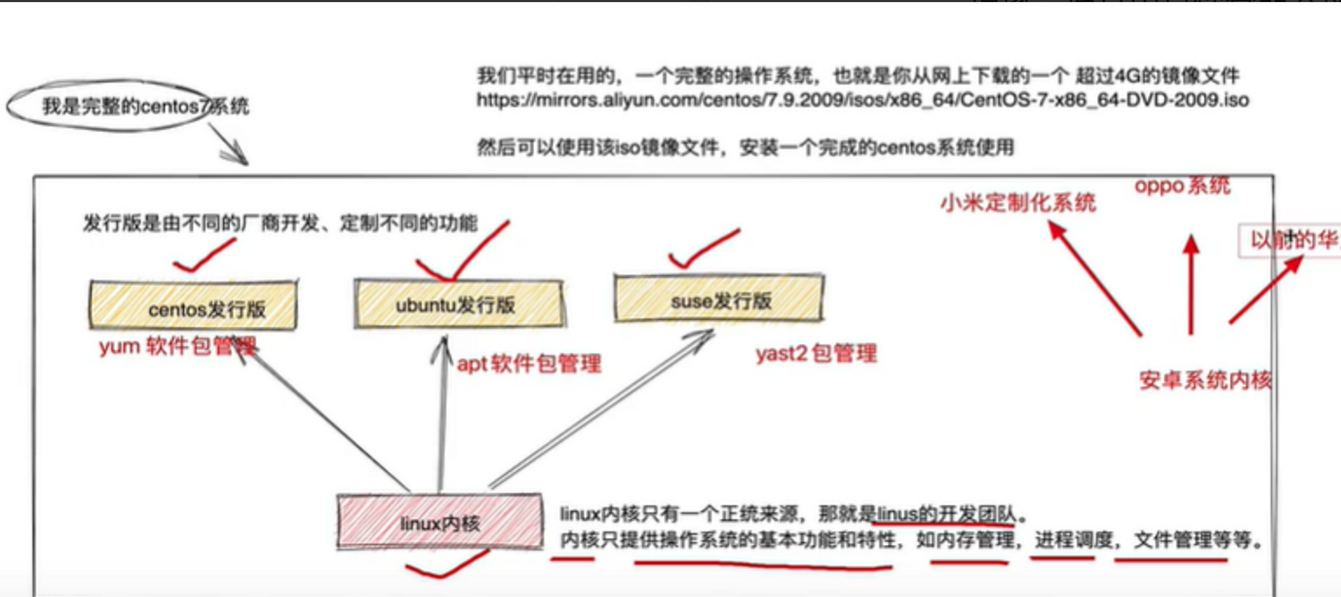 我们平时在用的，一个完整的操作系统，也就是你从网上下载的一个 超过4G的镜像文件
https://mirrors.aliyun.com/centos/7.9.2009/isos/x86_64/CentOS-7-x86_64-DVD-2009.iso
我是完整的centos7系统
然后可以使用该iso镜像文件，安装一个完成的centos系统使用
oppo系统
小米定制化系统
发行版是由不同的厂商开发、定制不同的功能
以前的华
centos发行版
ubuntu发行版
suse发行版
yum 软件包管理
apt软件包管理
yast2包管理
安卓系统内核
linux内核
linux内核只有一个正统来源，那就是linus的开发团队。
内核只提供操作系统的基本功能和特性，如内存管理，进程调度，文件管理等等。